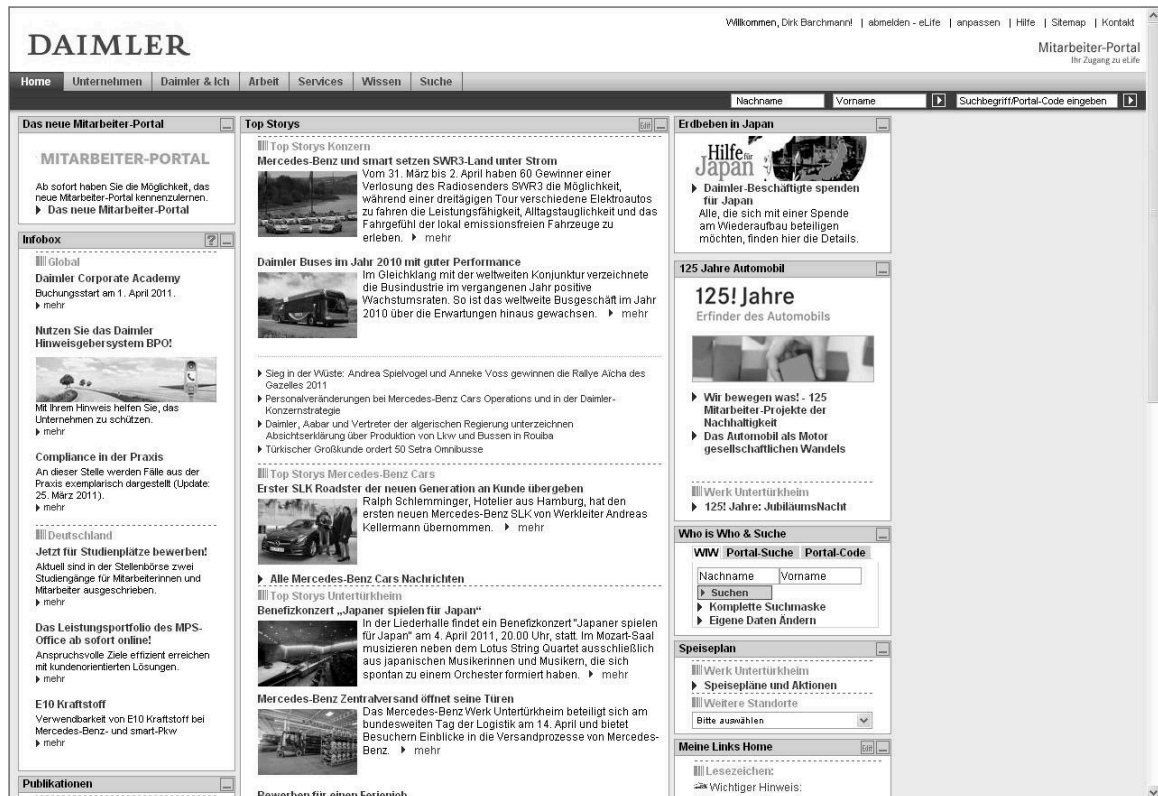 Willkommen, Dirk Barchmann! | abmelden - eLife | anpassen | Hilfe | Sitemap | Kontakt
DAIMLER
Mitarbeiter-Portal
Ihr Zugang zu eLife
Home Unternehmen Daimler & Ich Arbeit Services Wissen Suche
Nachname Vorname Suchbegriff/Portal-Code eingeben
Das neue Mitarbeiter-Portal
MITARBEITER-PORTAL
Ab sofort haben Sie die Möglichkeit, das
neue Mitarbeiter-Portal kennenzulernen.
Das neue Mitarbeiter-Portal
Infobox
Global
Daimler Corporate Academy
Buchungsstart am 1. April 2011.
mehr
Nutzen Sie das Daimler
Hinweisgebersystem BPO!
Mit Ihrem Hinweis helfen Sie, das
Unternehmen zu schützen.
mehr
Compliance in der Praxis
An dieser Stelle werden Fälle aus der
Praxis exemplarisch dargestellt (Update:
25. März 2011).
mehr
Deutschland
Jetzt für Studienplätze bewerben!
Aktuell sind in der Stellenbörse zwei
Studiengänge für Mitarbeiterinnen und
Mitarbeiter ausgeschrieben.
mehr
Das Leistungsportfolio des MPS-
Office ab sofort online!
Anspruchsvolle Ziele effizient erreichen
mit kundenorientierten Lösungen.
mehr
E10 Kraftstoff
Verwendbarkeit von E10 Kraftstoff bei
Mercedes-Benz- und smart-Pkw
mehr
Publikationen
Top Storys
Edit
Top Storys Konzern
Mercedes-Benz und smart setzen SWR3-Land unter Strom
Vom 31. März bis 2. April haben 60 Gewinner einer
Verlosung des Radiosenders SWR3 die Möglichkeit,
während einer dreitägigen Tour verschiedene Elektroautos
zu fahren die Leistungsfähigkeit, Alltagstauglichkeit und das
Fahrgefühl der lokal emissionsfreien Fahrzeuge zu
erleben. mehr
Daimler Buses im Jahr 2010 mit guter Performance
Im Gleichklang mit der weltweiten Konjunktur verzeichnete
die Busindustrie im vergangenen Jahr positive
Wachstumsraten. So ist das weltweite Busgeschäft im Jahr
2010 über die Erwartungen hinaus gewachsen. mehr
Sieg in der Wüste: Andrea Spielvogel und Anneke Voss gewinnen die Rallye Aïcha des
Gazelles 2011
Personalveränderungen bei Mercedes-Benz Cars Operations und in der Daimler-
Konzernstrategie
Daimler, Aabar und Vertreter der algerischen Regierung unterzeichnen
Absichtserklärung über Produktion von Lkw und Bussen in Rouiba
Türkischer Großkunde ordert 50 Setra Omnibusse
Top Storys Mercedes-Benz Cars
Erster SLK Roadster der neuen Generation an Kunde übergeben
Ralph Schlemminger, Hotelier aus Hamburg, hat den
ersten neuen Mercedes-Benz SLK von Werkleiter Andreas
Kellermann übernommen. mehr
Alle Mercedes-Benz Cars Nachrichten
Top Storys Untertürkheim
Benefizkonzert „Japaner spielen für Japan“
In der Liederhalle findet ein Benefizkonzert "Japaner spielen
für Japan" am 4. April 2011, 20.00 Uhr, statt. Im Mozart-Saal
musizieren neben dem Lotus String Quartet ausschließlich
aus japanischen Musikerinnen und Musikern, die sich
spontan zu einem Orchester formiert haben. mehr
Mercedes-Benz Zentralversand öffnet seine Türen
Das Mercedes-Benz Werk Untertürkheim beteiligt sich am
bundesweiten Tag der Logistik am 14. April und bietet
Besuchern Einblicke in die Versandprozesse von Mercedes-
Benz. mehr
Bewerben für einen Ferienjob
Erdbeben in Japan
Hilfe für
Japan
Daimler-Beschäftigte spenden
für Japan
Alle, die sich mit einer Spende
am Wiederaufbau beteiligen
möchten, finden hier die Details.
125 Jahre Automobil
125! Jahre
Erfinder des Automobils
Wir bewegen was! - 125
Mitarbeiter-Projekte der
Nachhaltigkeit
Das Automobil als Motor
gesellschaftlichen Wandels
Werk Untertürkheim
125! Jahre: JubiläumsNacht
Who is Who & Suche
WIW Portal-Suche Portal-Code
Nachname Vorname
Suchen
Komplette Suchmaske
Eigene Daten Ändern
Speiseplan
Werk Untertürkheim
Speisepläne und Aktionen
Weitere Standorte
Bitte auswählen
Meine Links Home
Edit
Lesezeichen:
Wichtiger Hinweis: